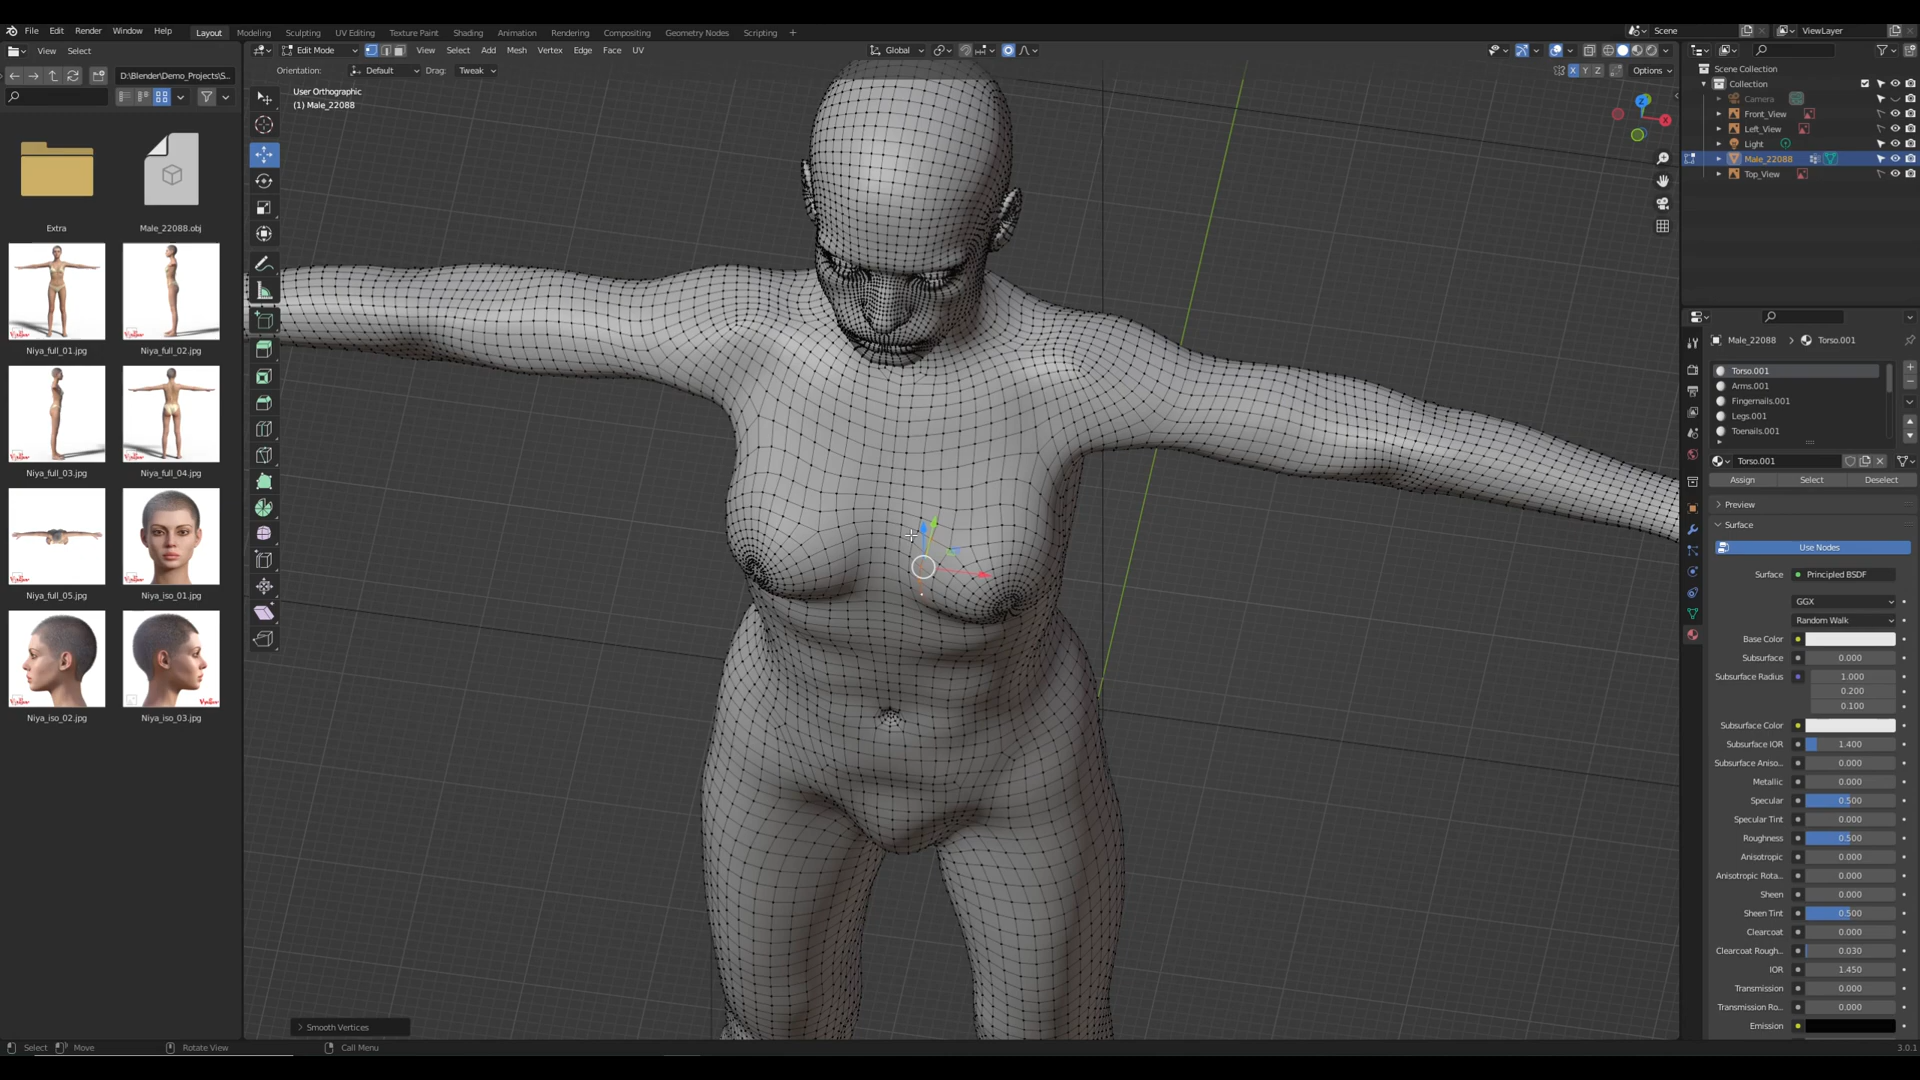 File Edit Render Window Help
Layout Modeling Sculpting UV Editing Texture Paint Shading Animation Rendering Compositing Geometry Nodes Scripting +
Scene
ViewLayer
View Select
Edit Mode
View Select Add Mesh Vertex Edge Face UV
Global
D:\Blender\Demo_Projects\S...
Orientation: Default Drag: Tweak
X Y Z Options
User Orthographic
(1) Male_22088
Extra
Male_22088.obj
Niya_full_01.jpg
Niya_full_02.jpg
Niya_full_03.jpg
Niya_full_04.jpg
Niya_full_05.jpg
Niya_iso_01.jpg
Niya_iso_02.jpg
Niya_iso_03.jpg
Z
X
Smooth Vertices
Scene Collection
Collection
Camera
Front_View
Left_View
Light
Male_22088
Top_View
Male_22088 > Torso.001
Torso.001
Arms.001
Fingernails.001
Legs.001
Toenails.001
Torso.001
Assign Select Deselect
Preview
Surface
Use Nodes
Surface Principled BSDF
GGX
Random Walk
Base Color
Subsurface 0.000
Subsurface Radius 1.000
0.200
0.100
Subsurface Color
Subsurface IOR 1.400
Subsurface Aniso... 0.000
Metallic 0.000
Specular 0.500
Specular Tint 0.000
Roughness 0.500
Anisotropic 0.000
Anisotropic Rota... 0.000
Sheen 0.000
Sheen Tint 0.500
Clearcoat 0.000
Clearcoat Rough... 0.030
IOR 1.450
Transmission 0.000
Transmission Ro... 0.000
Emission
Select Move Rotate View Call Menu
3.0.1